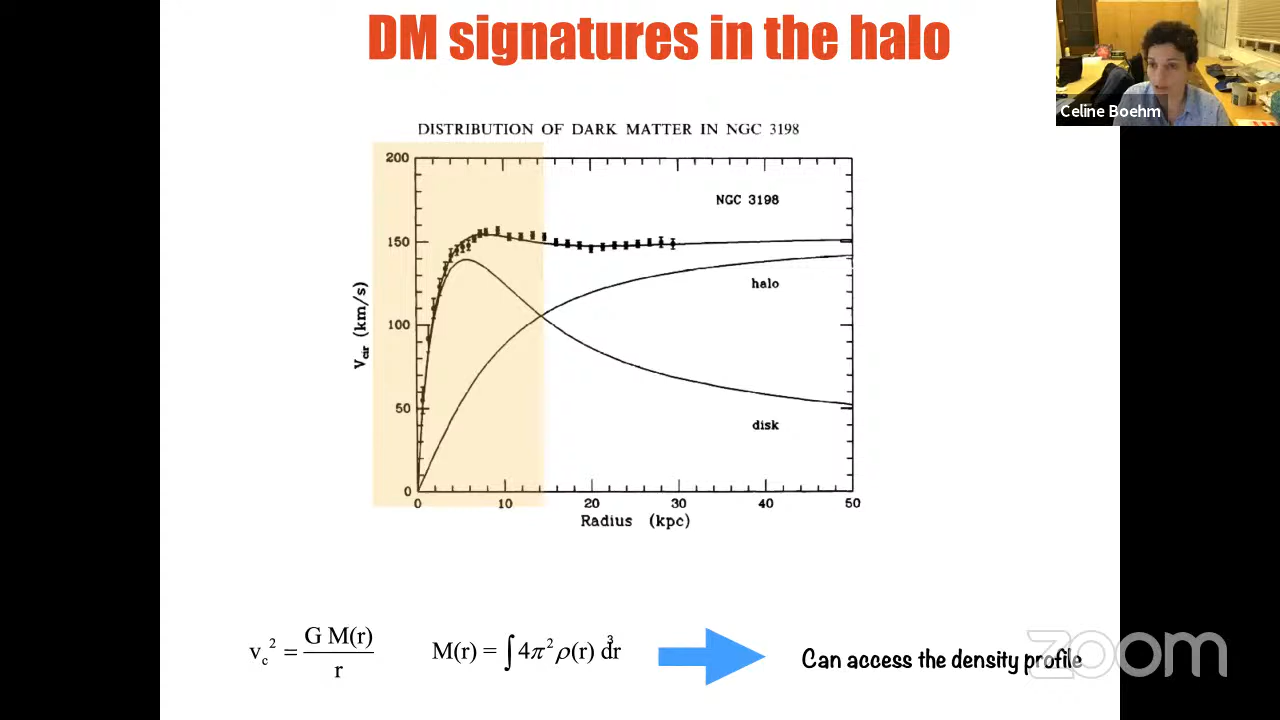 DM signatures in the halo
Celine Boehm
DISTRIBUTION OF DARK MATTER IN NGC 3198
200
150
100
50
0
V_cir (km/s)
NGC 3198
halo
disk
0 10 20 30 40 50
Radius (kpc)
v_c^2 = G M(r) / r
M(r) = ∫ 4π^2 ρ(r) d^3r
Can access the density profile
zoom